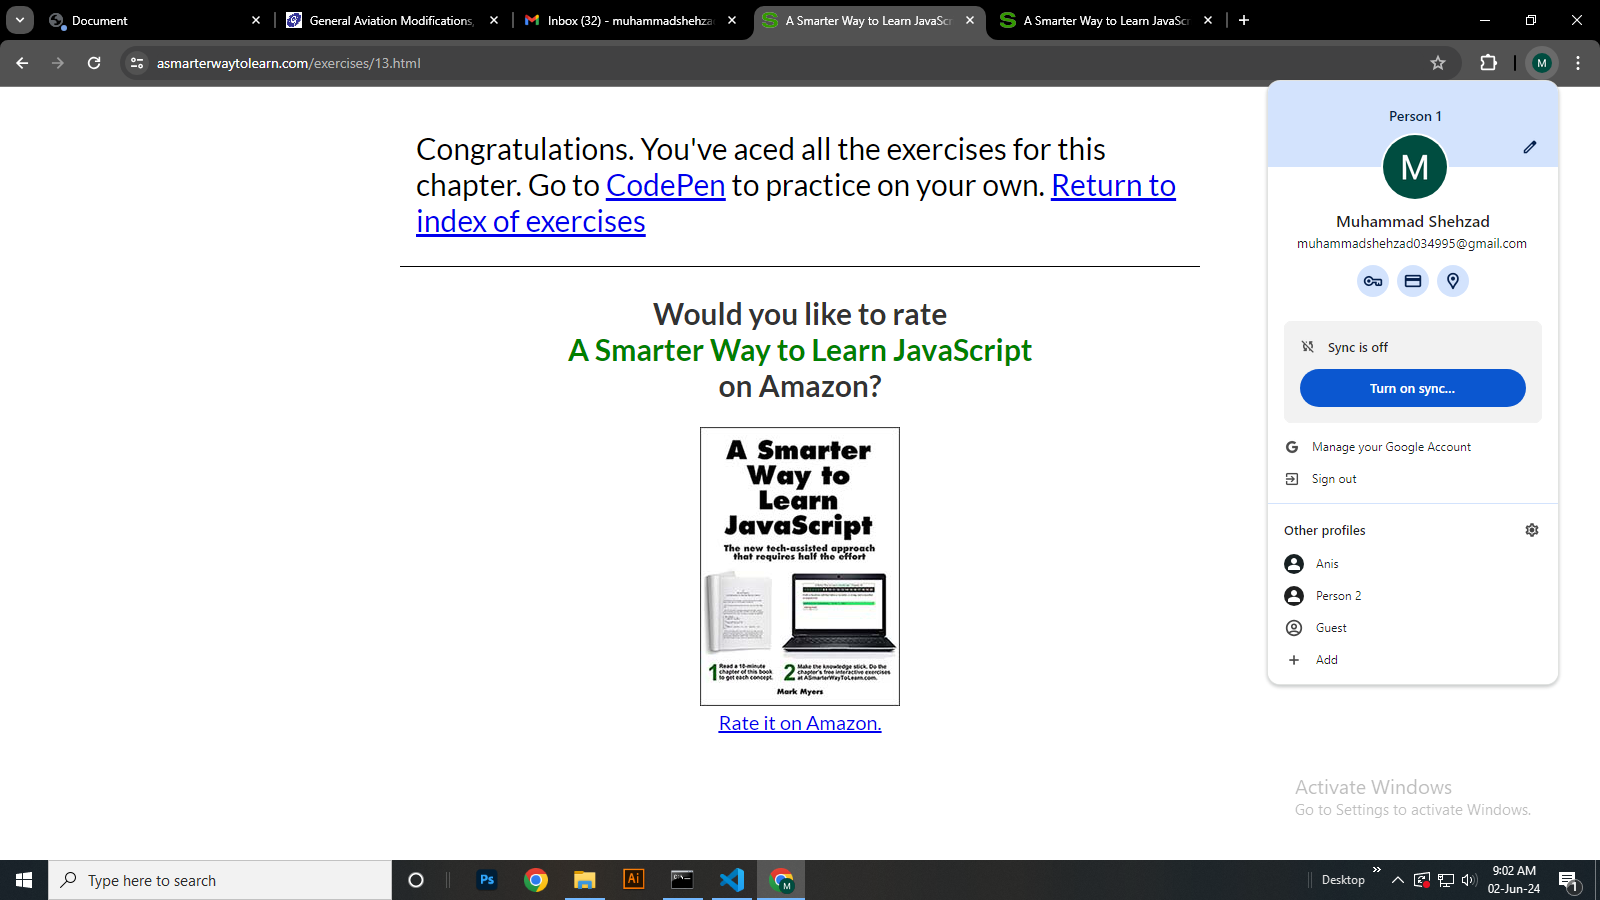 Document
General Aviation Modifications,
Inbox (32) - muhammadshehza
A Smarter Way to Learn JavaSc
A Smarter Way to Learn JavaSc
asmarterwaytolearn.com/exercises/13.html
M
Congratulations. You've aced all the exercises for this
chapter. Go to CodePen to practice on your own. Return to
index of exercises
Would you like to rate
A Smarter Way to Learn JavaScript
on Amazon?
A Smarter
Way to
Learn
JavaScript
The new tech-assisted approach
that requires half the effort
1 Read a 10-minute
chapter of this book
to get each concept.
2 Make the knowledge stick. Do the
chapter's free interactive exercises
at ASmarterWayToLearn.com.
Mark Myers
Rate it on Amazon.
Person 1
M
Muhammad Shehzad
muhammadshehzad034995@gmail.com
Sync is off
Turn on sync...
Manage your Google Account
Sign out
Other profiles
Anis
Person 2
Guest
Add
Activate Windows
Go to Settings to activate Windows.
Type here to search
Ps
Ai
M
Desktop
9:02 AM
02-Jun-24
1